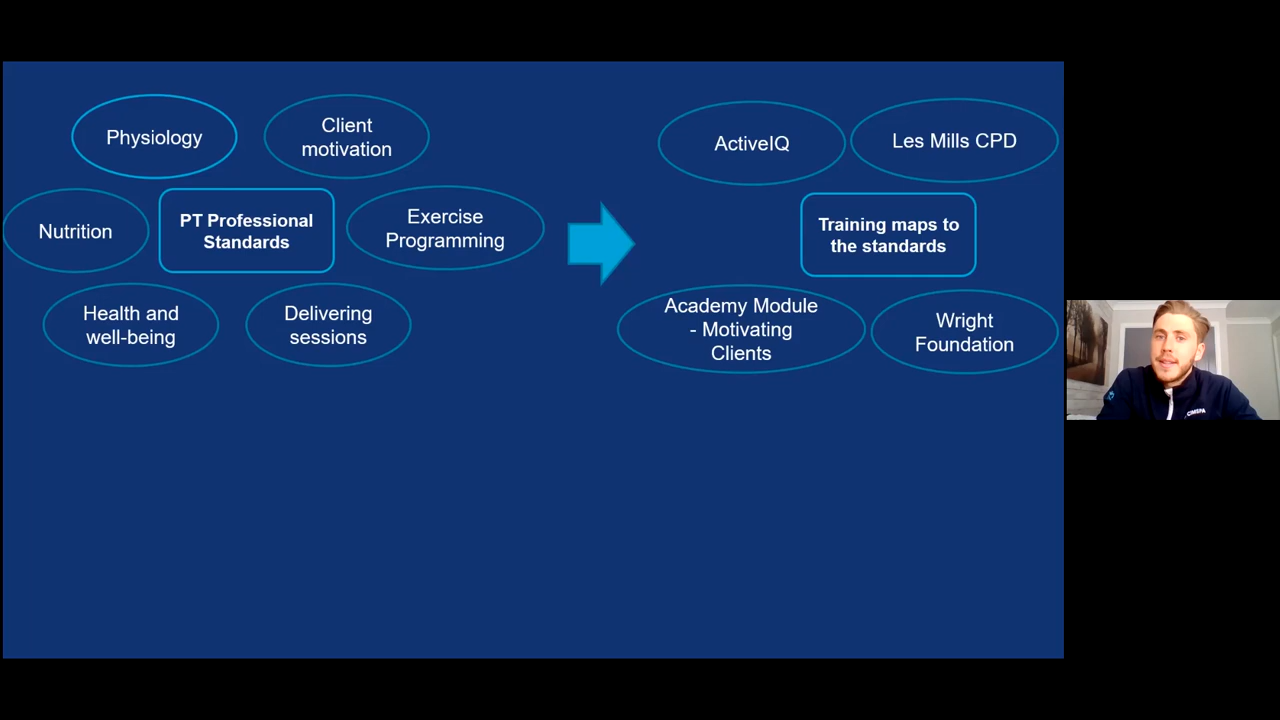 Physiology
Client
motivation
Nutrition
PT Professional
Standards
Exercise
Programming
Health and
well-being
Delivering
sessions
ActiveIQ
Les Mills CPD
Training maps to
the standards
Academy Module
- Motivating
Clients
Wright
Foundation
CIMSPA